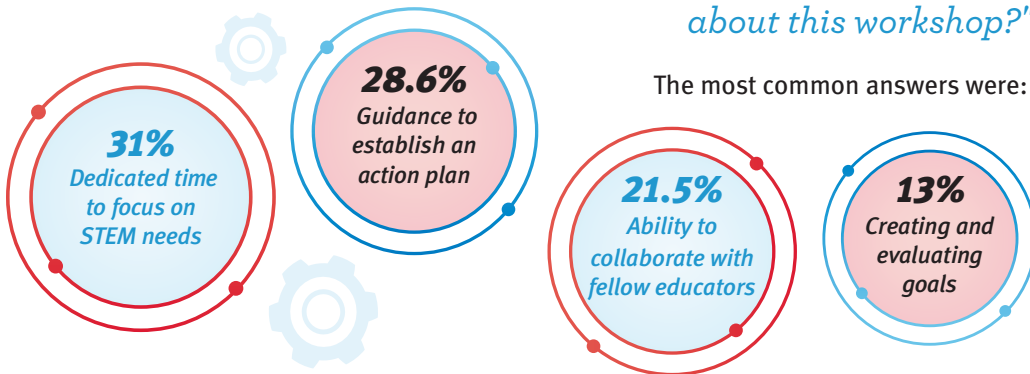 about this workshop?"
The most common answers were:
31%
Dedicated time
to focus on
STEM needs
28.6%
Guidance to
establish an
action plan
21.5%
Ability to
collaborate with
fellow educators
13%
Creating and
evaluating
goals